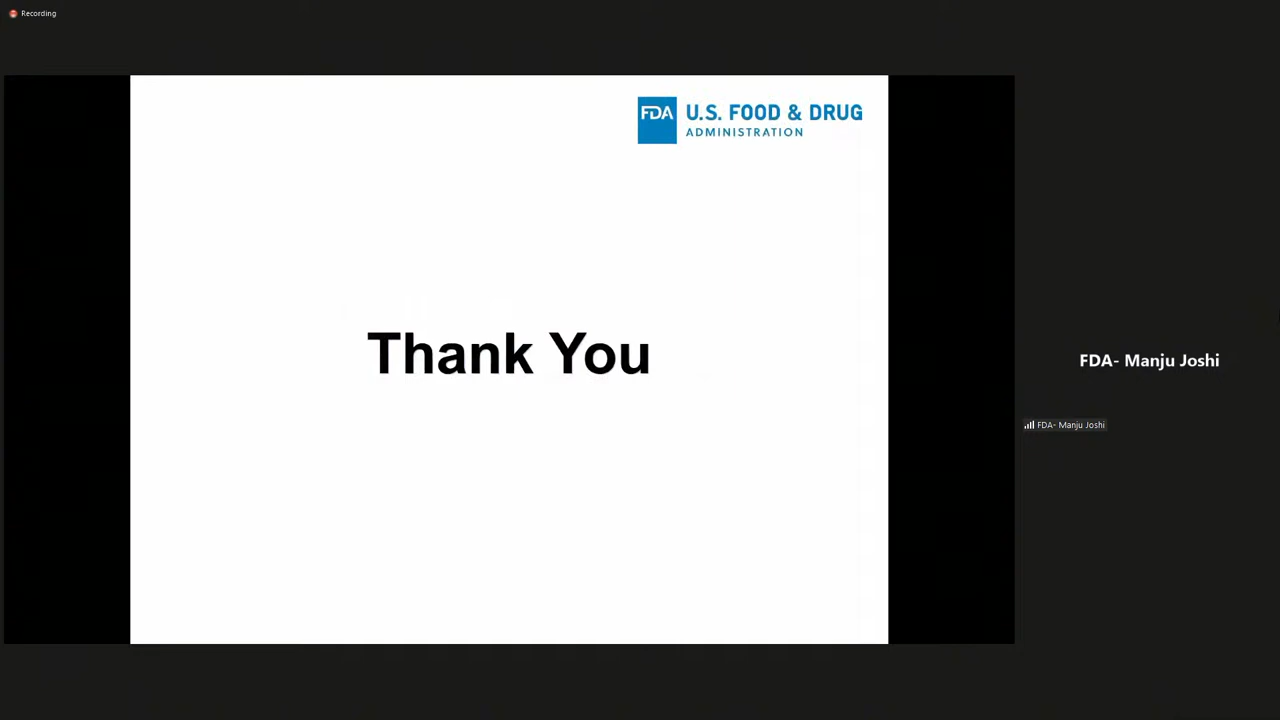 Recording
FDA U.S. FOOD & DRUG
ADMINISTRATION
Thank You
FDA- Manju Joshi
FDA- Manju Joshi